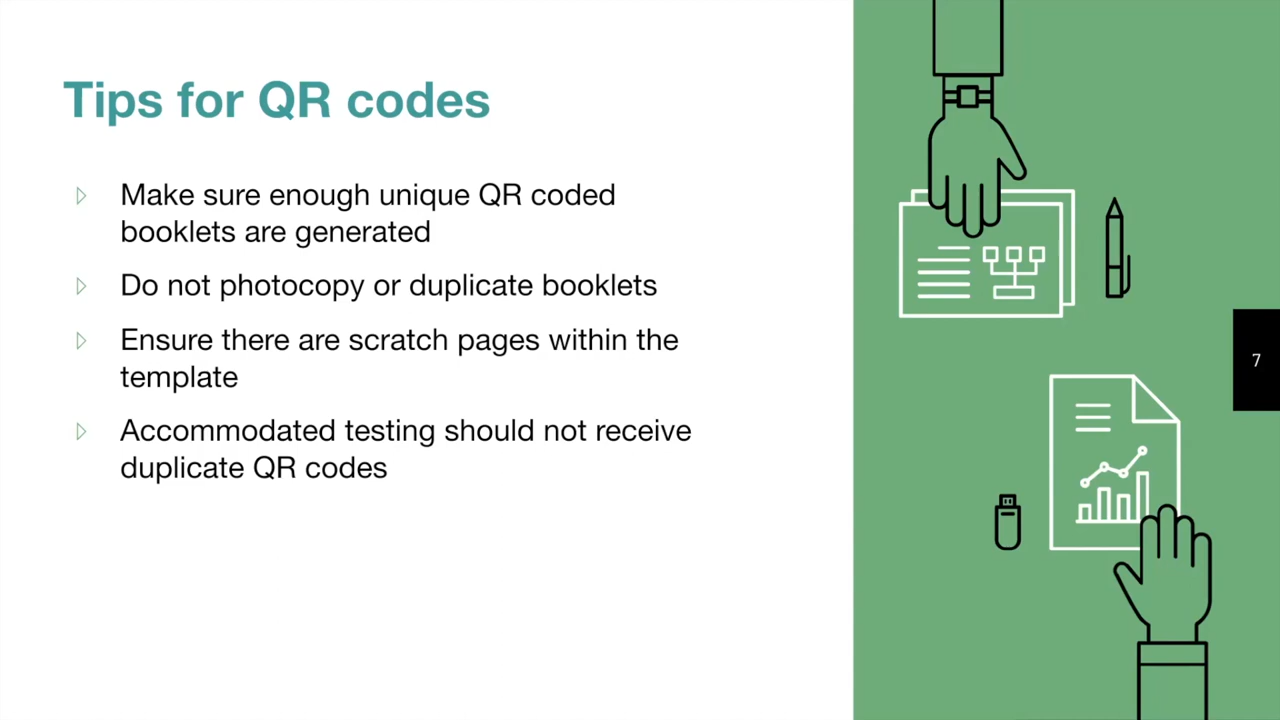 Tips for QR codes
Make sure enough unique QR coded
booklets are generated
Do not photocopy or duplicate booklets
Ensure there are scratch pages within the
template
Accommodated testing should not receive
duplicate QR codes
7